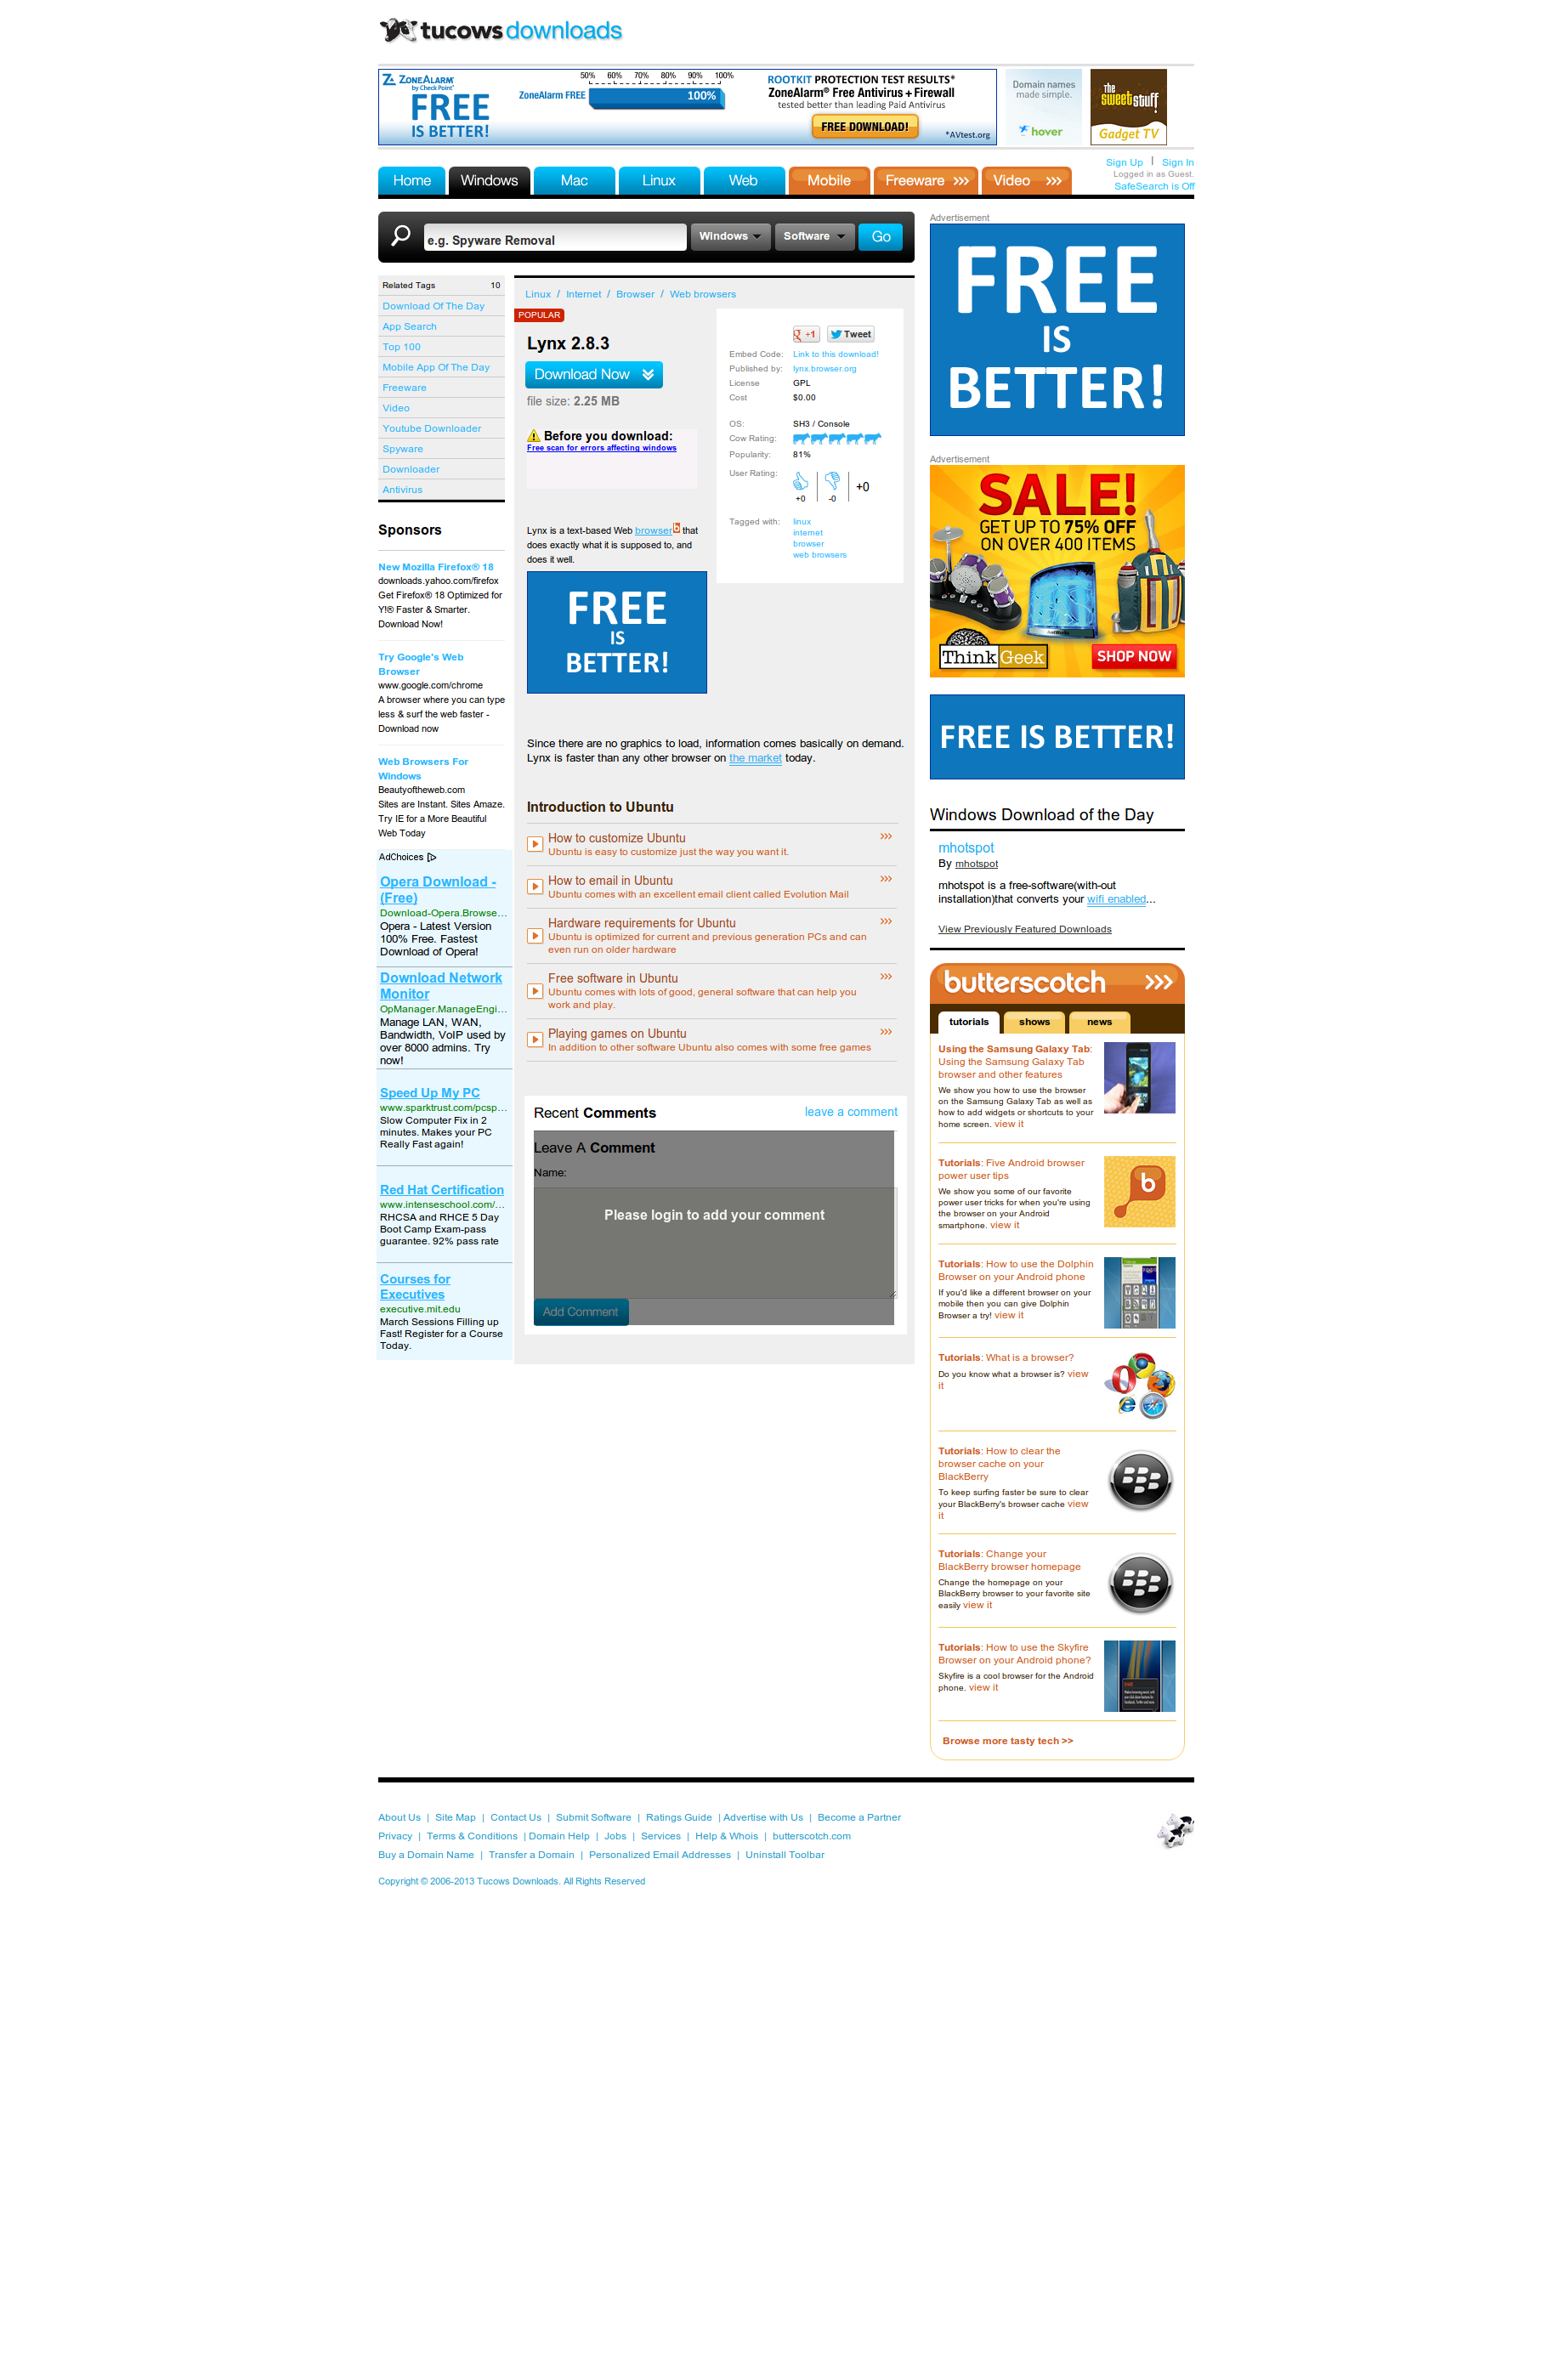 tucows downloads
ZONEALARM
by Check Point
FREE
IS BETTER!
50% 60% 70% 80% 90% 100%
ZoneAlarm FREE 100%
ROOTKIT PROTECTION TEST RESULTS*
ZoneAlarm® Free Antivirus + Firewall
tested better than leading Paid Antivirus
FREE DOWNLOAD!
*AVtest.org
Domain names
made simple.
hover
the
sweet
stuff!
Gadget TV
Sign Up | Sign In
Logged in as Guest.
SafeSearch is Off
Home Windows Mac Linux Web Mobile Freeware >>> Video >>>
e.g. Spyware Removal Windows Software Go
Related Tags 10
Download Of The Day
App Search
Top 100
Mobile App Of The Day
Freeware
Video
Youtube Downloader
Spyware
Downloader
Antivirus
Sponsors
New Mozilla Firefox® 18
downloads.yahoo.com/firefox
Get Firefox® 18 Optimized for
Y!® Faster & Smarter.
Download Now!
Try Google's Web
Browser
www.google.com/chrome
A browser where you can type
less & surf the web faster -
Download now
Web Browsers For
Windows
Beautyoftheweb.com
Sites are Instant. Sites Amaze.
Try IE for a More Beautiful
Web Today
AdChoices
Opera Download -
(Free)
Download-Opera.Browse...
Opera - Latest Version
100% Free. Fastest
Download of Opera!
Download Network
Monitor
OpManager.ManageEngi...
Manage LAN, WAN,
Bandwidth, VoIP used by
over 8000 admins. Try
now!
Speed Up My PC
www.sparktrust.com/pcsp...
Slow Computer Fix in 2
minutes. Makes your PC
Really Fast again!
Red Hat Certification
www.intenseschool.com/...
RHCSA and RHCE 5 Day
Boot Camp Exam-pass
guarantee. 92% pass rate
Courses for
Executives
executive.mit.edu
March Sessions Filling up
Fast! Register for a Course
Today.
Linux / Internet / Browser / Web browsers
POPULAR
Lynx 2.8.3
Download Now
file size: 2.25 MB
Before you download:
Free scan for errors affecting windows
Lynx is a text-based Web browser that
does exactly what it is supposed to, and
does it well.
FREE
IS
BETTER!
g +1 Tweet
Embed Code: Link to this download!
Published by: lynx.browser.org
License GPL
Cost $0.00
OS: SH3 / Console
Cow Rating:
Popularity: 81%
User Rating:
+0 -0 +0
Tagged with: linux
internet
browser
web browsers
Since there are no graphics to load, information comes basically on demand.
Lynx is faster than any other browser on the market today.
Introduction to Ubuntu
How to customize Ubuntu >>>
Ubuntu is easy to customize just the way you want it.
How to email in Ubuntu >>>
Ubuntu comes with an excellent email client called Evolution Mail
Hardware requirements for Ubuntu >>>
Ubuntu is optimized for current and previous generation PCs and can
even run on older hardware
Free software in Ubuntu >>>
Ubuntu comes with lots of good, general software that can help you
work and play.
Playing games on Ubuntu >>>
In addition to other software Ubuntu also comes with some free games
Recent Comments leave a comment
Leave A Comment
Name:
Please login to add your comment
Add Comment
Advertisement
FREE
IS
BETTER!
Advertisement
SALE!
GET UP TO 75% OFF
ON OVER 400 ITEMS
ThinkGeek
SHOP NOW
FREE IS BETTER!
Windows Download of the Day
mhotspot
By mhotspot
mhotspot is a free-software(with-out
installation)that converts your wifi enabled...
View Previously Featured Downloads
butterscotch >>>
tutorials shows news
Using the Samsung Galaxy Tab:
Using the Samsung Galaxy Tab
browser and other features
We show you how to use the browser
on the Samsung Galaxy Tab as well as
how to add widgets or shortcuts to your
home screen. view it
Tutorials: Five Android browser
power user tips
We show you some of our favorite
power user tricks for when you're using
the browser on your Android
smartphone. view it
b
Tutorials: How to use the Dolphin
Browser on your Android phone
If you'd like a different browser on your
mobile then you can give Dolphin
Browser a try! view it
Tutorials: What is a browser?
Do you know what a browser is? view
it
Tutorials: How to clear the
browser cache on your
BlackBerry
To keep surfing faster be sure to clear
your BlackBerry's browser cache view
it
Tutorials: Change your
BlackBerry browser homepage
Change the homepage on your
BlackBerry browser to your favorite site
easily view it
Tutorials: How to use the Skyfire
Browser on your Android phone?
Skyfire is a cool browser for the Android
phone. view it
Browse more tasty tech >>
About Us | Site Map | Contact Us | Submit Software | Ratings Guide | Advertise with Us | Become a Partner
Privacy | Terms & Conditions | Domain Help | Jobs | Services | Help & Whois | butterscotch.com
Buy a Domain Name | Transfer a Domain | Personalized Email Addresses | Uninstall Toolbar
Copyright © 2006-2013 Tucows Downloads. All Rights Reserved